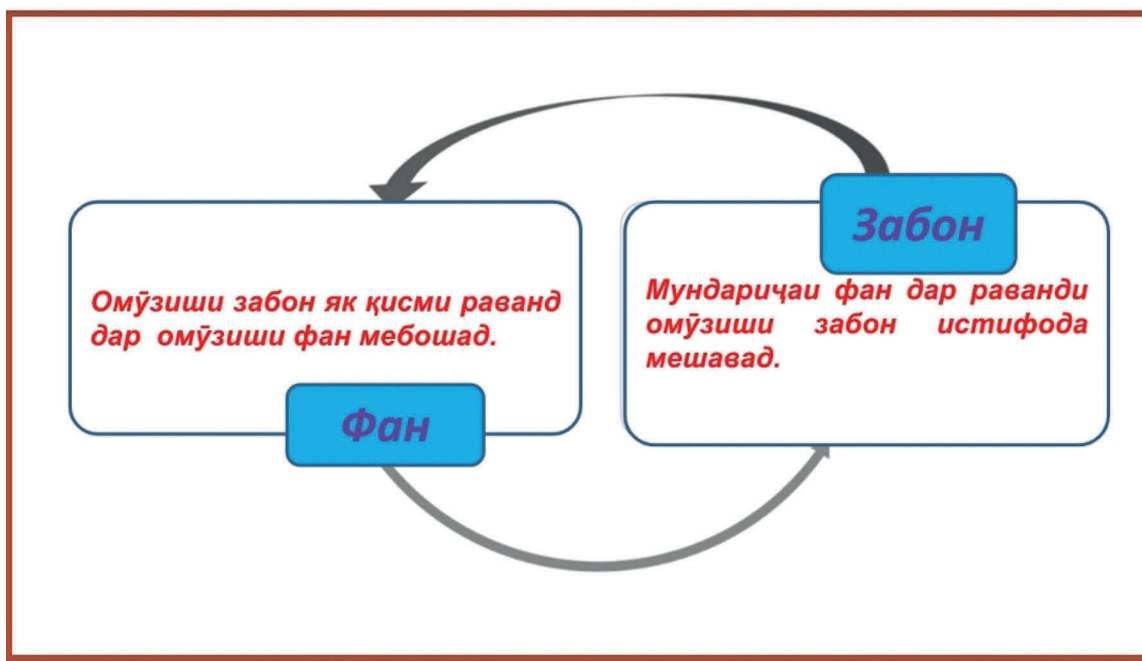 Забон
Омӯзиши забон як қисми раванд
дар омӯзиши фан мебошад.
Фан
Мундариҷаи фан дар раванди
омӯзиши забон истифода
мешавад.